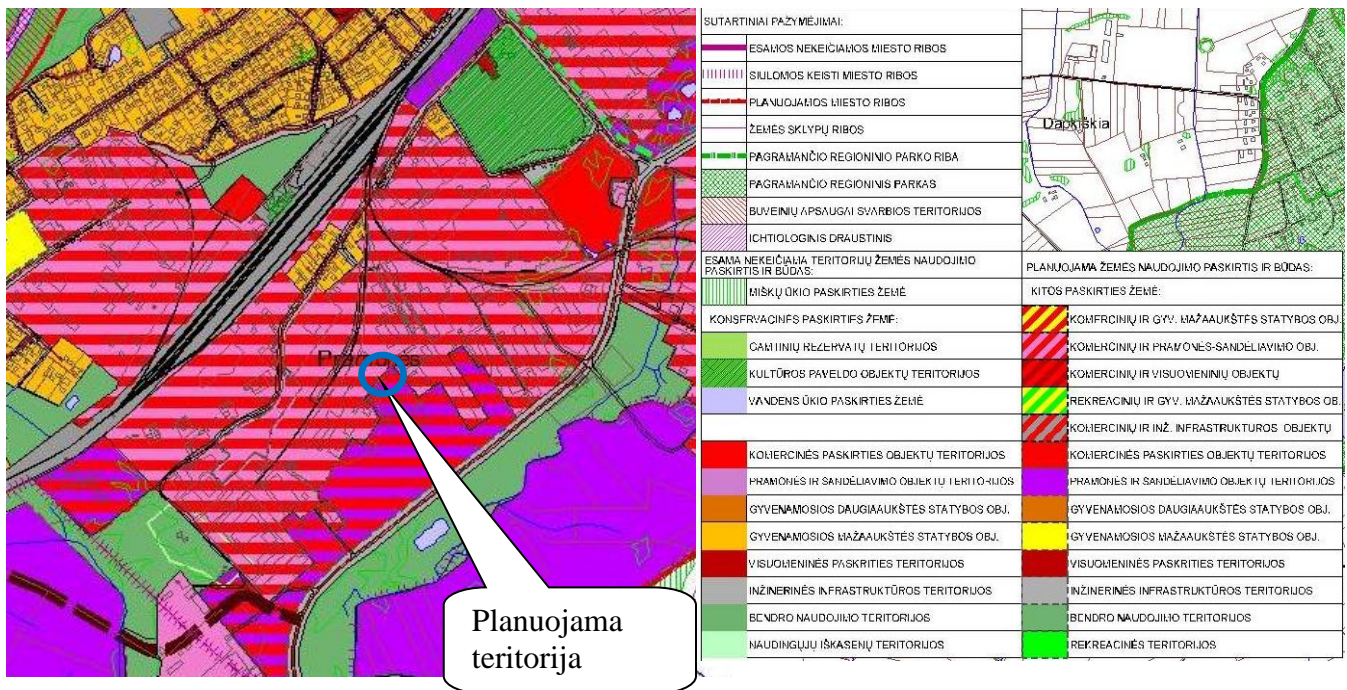 Planuojama
teritorija
SUTARTINIAI PAŽYMĖJIMAI:
ESAMOS NEKEIČIAMOS MIESTO RIBOS
SIŪLOMOS KEISTI MIESTO RIBOS
PLANUOJAMOS MIESTO RIBOS
ŽEMĖS SKLYPŲ RIBOS
PAGRAMANČIO REGIONINIO PARKO RIBA
PAGRAMANČIO REGIONINIS PARKAS
BUVEINIŲ APSAUGAI SVARBIOS TERITORIJOS
ICHTIOLOGINIS DRAUSTINIS
ESAMA NEKEIČIAMA TERITORIJŲ ŽEMĖS NAUDOJIMO
PASKIRTIS IR BŪDAS:
MIŠKŲ ŪKIO PASKIRTIES ŽEMĖ
KONSERVACINĖS PASKIRTIES ŽEMĖ:
GAMTINIŲ REZERVATŲ TERITORIJOS
KULTŪROS PAVELDO OBJEKTŲ TERITORIJOS
VANDENS ŪKIO PASKIRTIES ŽEMĖ
KOMERCINĖS PASKIRTIES OBJEKTŲ TERITORIJOS
PRAMONĖS IR SANDĖLIAVIMO OBJEKTŲ TERITORIJOS
GYVENAMOSIOS DAUGIAAUKŠTĖS STATYBOS OBJ.
GYVENAMOSIOS MAŽAAUKŠTĖS STATYBOS OBJ.
VISUOMENINĖS PASKRITIES TERITORIJOS
INŽINERINĖS INFRASTRUKTŪROS TERITORIJOS
BENDRO NAUDOJIMO TERITORIJOS
NAUDINGŲJŲ IŠKASENŲ TERITORIJOS
Dapkiškia
PLANUOJAMA ŽEMĖS NAUDOJIMO PASKIRTIS IR BŪDAS:
KITOS PASKIRTIES ŽEMĖ:
KOMERCINIŲ IR GYV. MAŽAAUKŠTĖS STATYBOS OBJ.
KOMERCINIŲ IR PRAMONĖS-SANDĖLIAVIMO OBJ.
KOMERCINIŲ IR VISUOMENINIŲ OBJEKTŲ
REKREACINIŲ IR GYV. MAŽAAUKŠTĖS STATYBOS OB.
KOMERCINIŲ IR INŽ. INFRASTRUKTŪROS OBJEKTŲ
KOMERCINĖS PASKIRTIES OBJEKTŲ TERITORIJOS
PRAMONĖS IR SANDĖLIAVIMO OBJEKTŲ TERITORIJOS
GYVENAMOSIOS DAUGIAAUKŠTĖS STATYBOS OBJ.
GYVENAMOSIOS MAŽAAUKŠTĖS STATYBOS OBJ.
VISUOMENINĖS PASKIRTIES TERITORIJOS
INŽINERINĖS INFRASTRUKTŪROS TERITORIJOS
BENDRO NAUDOJIMO TERITORIJOS
REKREACINĖS TERITORIJOS